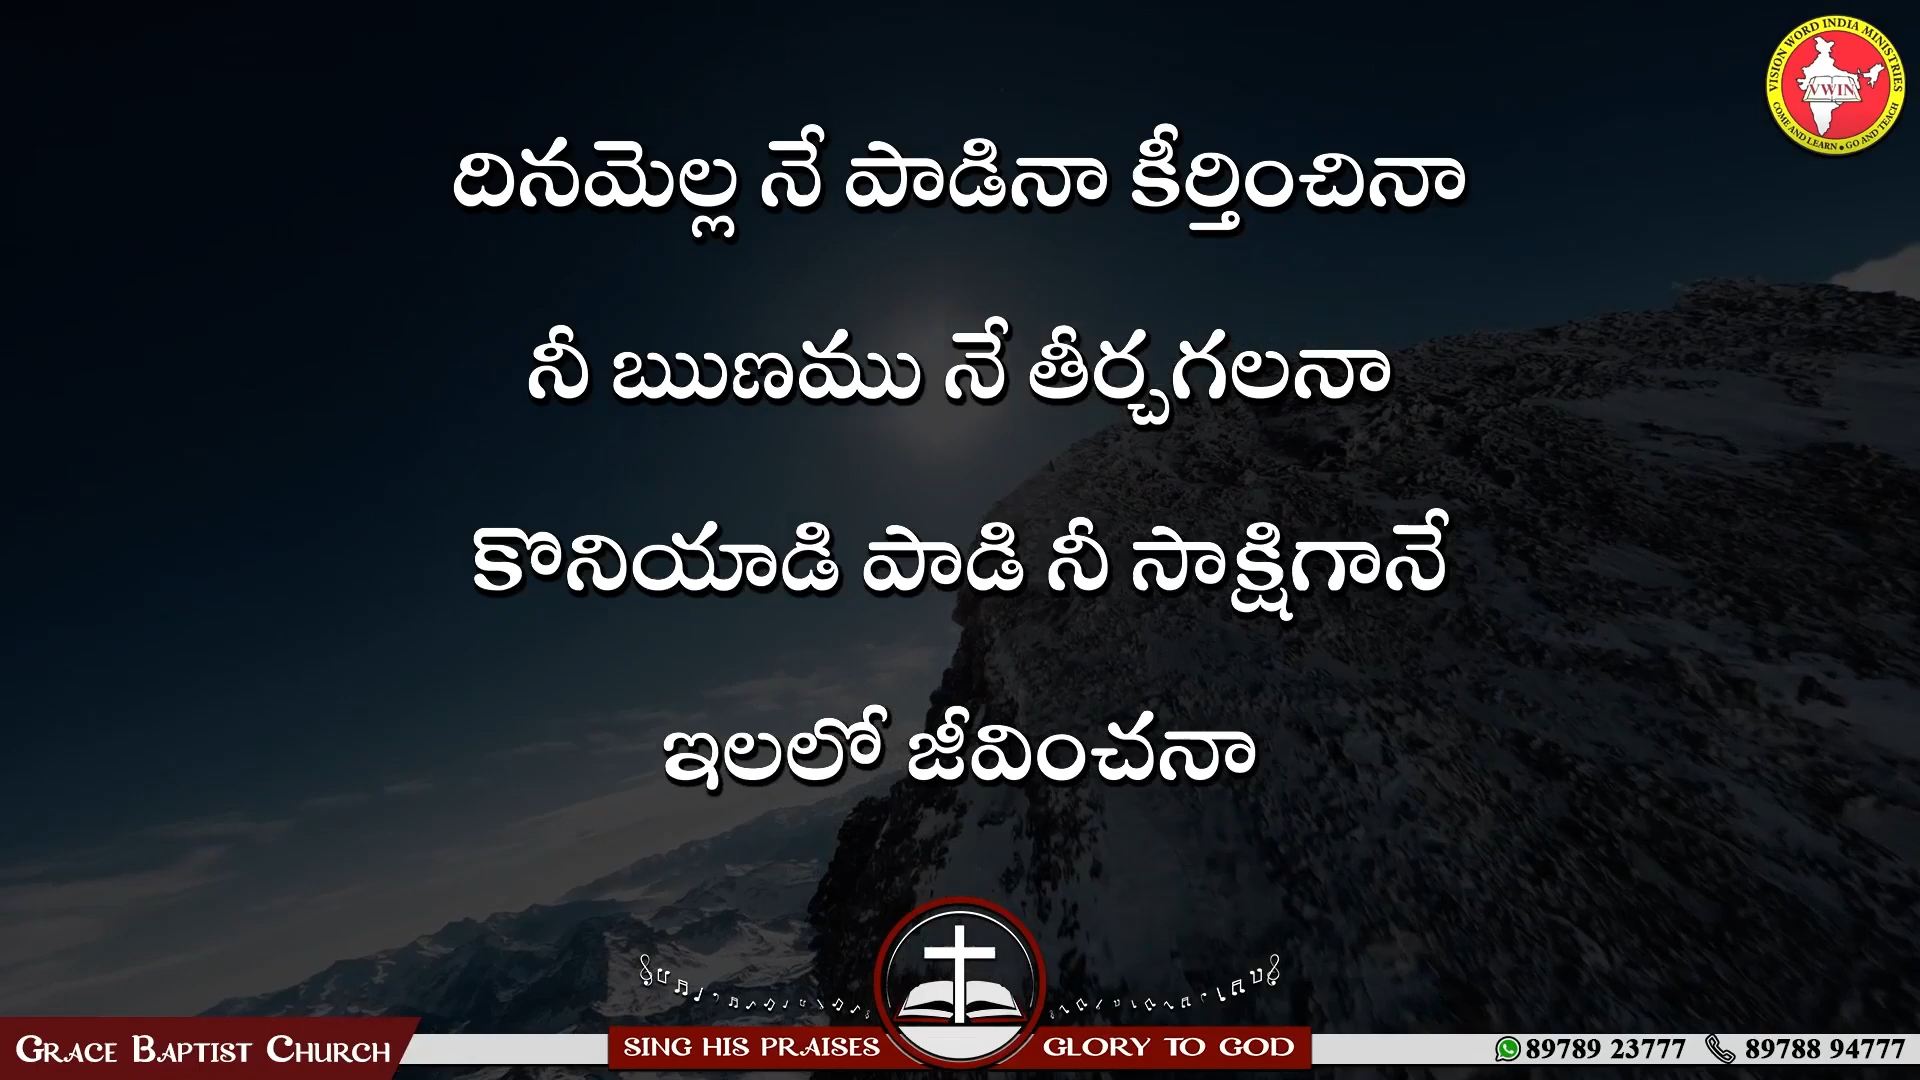 దినమెల్ల నే పాడినా కీర్తించినా
నీ ఋణము నే తీర్చగలనా
కొనియాడి పాడి నీ సాక్షిగానే
ఇలలో జీవించనా
VISION WORD INDIA MINISTRIES
VWIN
COME AND LEARN ● GO AND TEACH
GRACE BAPTIST CHURCH
SING HIS PRAISES GLORY TO GOD
89789 23777 89788 94777